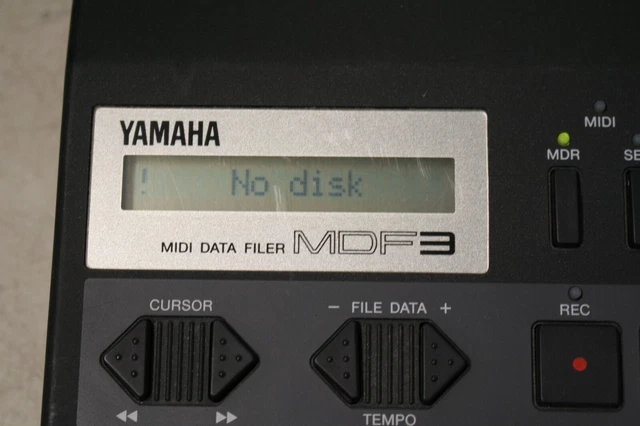 YAMAHA
! No disk
MIDI DATA FILER MDF3
MIDI
MDR
CURSOR
− FILE DATA +
REC
TEMPO